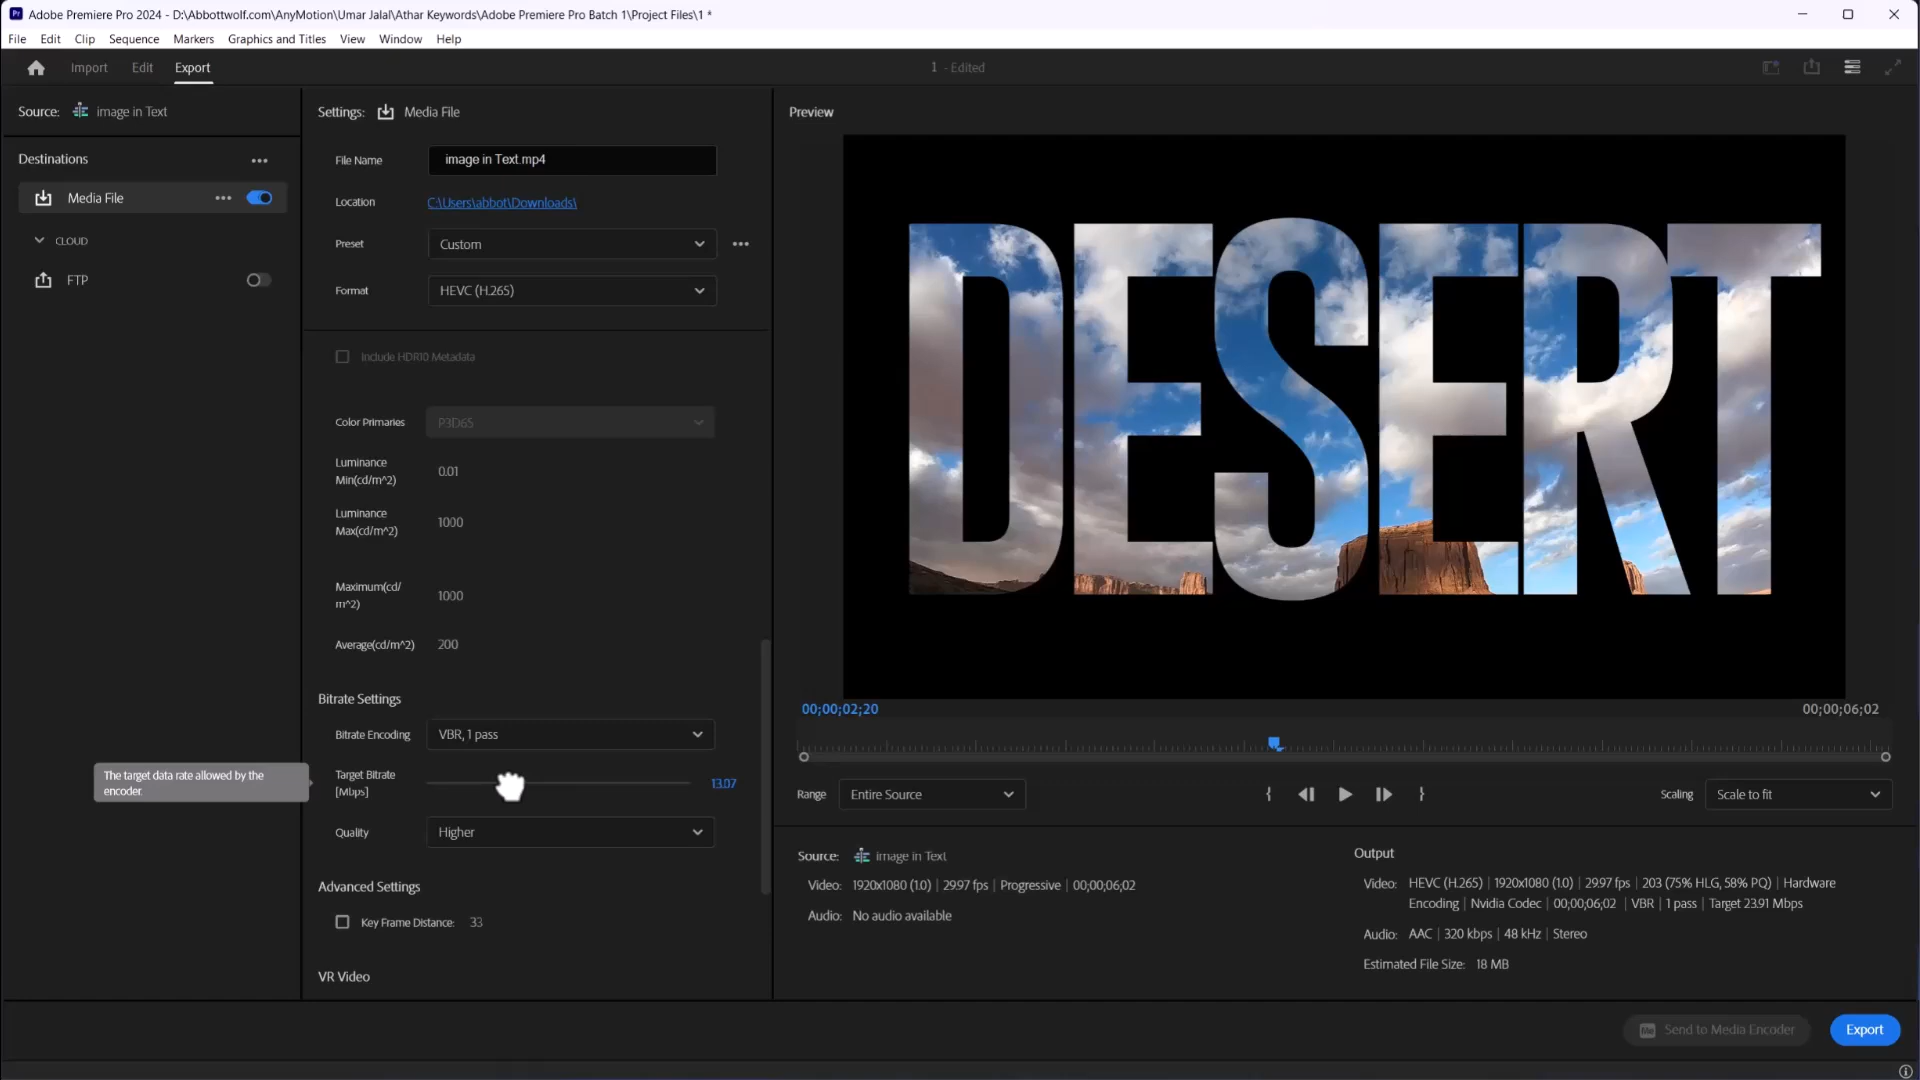 Adobe Premiere Pro 2024 - D:\Abbottwolf.com\AnyMotion\Umar Jalal\Athar Keywords\Adobe Premiere Pro Batch 1\Project Files\1 *
File Edit Clip Sequence Markers Graphics and Titles View Window Help
Import Edit Export
1 - Edited
Source: image in Text
Destinations
Media File
CLOUD
FTP
Settings: Media File
File Name image in Text.mp4
Location C:\Users\abbot\Downloads\
Preset Custom
Format HEVC (H.265)
Include HDR10 Metadata
Color Primaries P3D65
Luminance
Min(cd/m^2) 0.01
Luminance
Max(cd/m^2) 1000
Maximum(cd/
m^2) 1000
Average(cd/m^2) 200
Bitrate Settings
Bitrate Encoding VBR, 1 pass
The target data rate allowed by the
encoder.
Target Bitrate
[Mbps] 13.07
Quality Higher
Advanced Settings
Key Frame Distance: 33
VR Video
Preview
DESERT
00;00;02;20 00;00;06;02
Range Entire Source
Scaling Scale to fit
Source: image in Text
Video: 1920x1080 (1.0) | 29.97 fps | Progressive | 00;00;06;02
Audio: No audio available
Output
Video: HEVC (H.265) | 1920x1080 (1.0) | 29.97 fps | 203 (75% HLG, 58% PQ) | Hardware
Encoding | Nvidia Codec | 00;00;06;02 | VBR | 1 pass | Target 23.91 Mbps
Audio: AAC | 320 kbps | 48 kHz | Stereo
Estimated File Size: 18 MB
Send to Media Encoder
Export